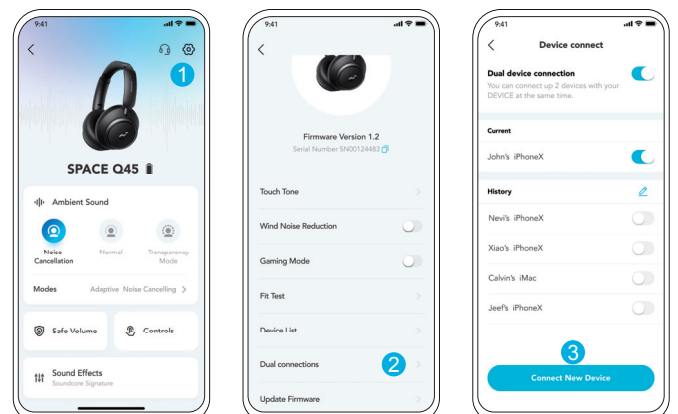 9:41
1
SPACE Q45
Ambient Sound
Noise
Cancellation
Normal
Transparency
Mode
Modes
Adaptive Noise Cancelling
Safe Volume
Controls
Sound Effects
Soundcore Signature
9:41
Firmware Version 1.2
Serial Number SN00124483
Touch Tone
Wind Noise Reduction
Gaming Mode
Fit Test
Device List
Dual connections
2
Update Firmware
9:41
Device connect
Dual device connection
You can connect up 2 devices with your
DEVICE at the same time.
Current
John's iPhoneX
History
Nevi's iPhoneX
Xiao's iPhoneX
Calvin's iMac
Jeef's iPhoneX
3
Connect New Device